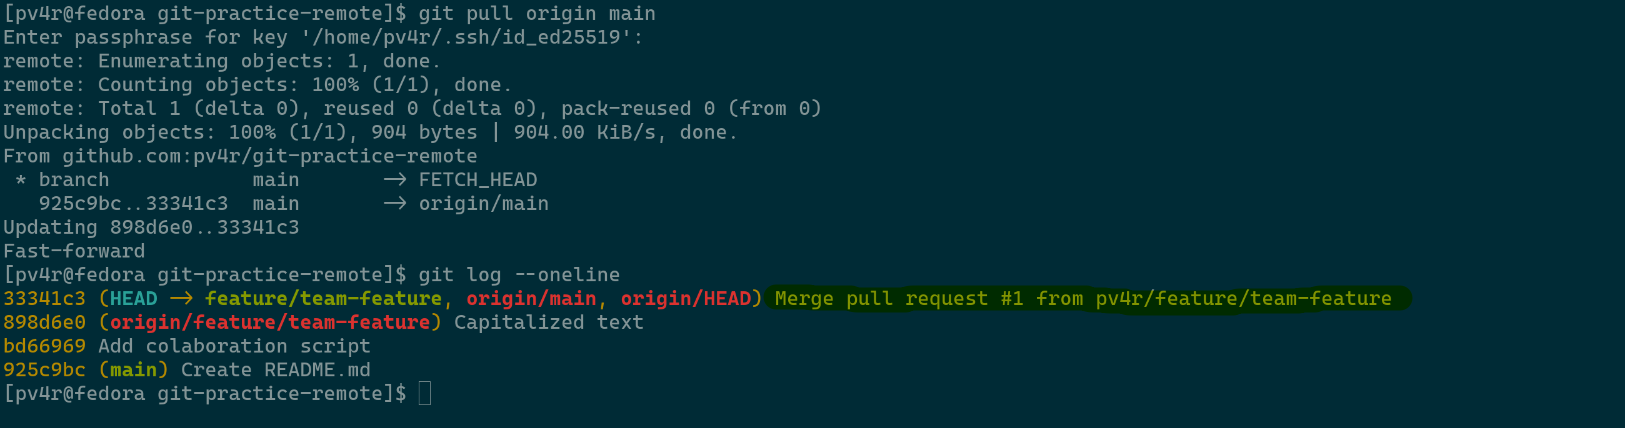 [pv4r@fedora git-practice-remote]$ git pull origin main
Enter passphrase for key '/home/pv4r/.ssh/id_ed25519':
remote: Enumerating objects: 1, done.
remote: Counting objects: 100% (1/1), done.
remote: Total 1 (delta 0), reused 0 (delta 0), pack-reused 0 (from 0)
Unpacking objects: 100% (1/1), 904 bytes | 904.00 KiB/s, done.
From github.com:pv4r/git-practice-remote
 * branch            main       -> FETCH_HEAD
   925c9bc..33341c3  main       -> origin/main
Updating 898d6e0..33341c3
Fast-forward
[pv4r@fedora git-practice-remote]$ git log --oneline
33341c3 (HEAD -> feature/team-feature, origin/main, origin/HEAD) Merge pull request #1 from pv4r/feature/team-feature
898d6e0 (origin/feature/team-feature) Capitalized text
bd66969 Add colaboration script
925c9bc (main) Create README.md
[pv4r@fedora git-practice-remote]$